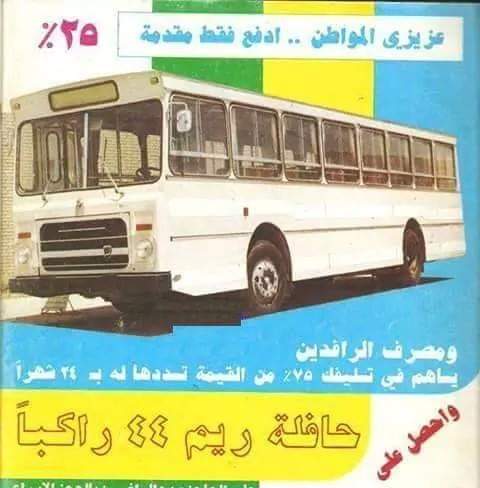 عزيزي المواطن .. ادفع فقط مقدمة
٢٥٪
ومصرف الرافدين
يساهم في تسليفك ٧٥٪ من القيمة تسددها له بـ ٢٤ شهراً
واحصل على
حافلة ريم ٤٤ راكباً